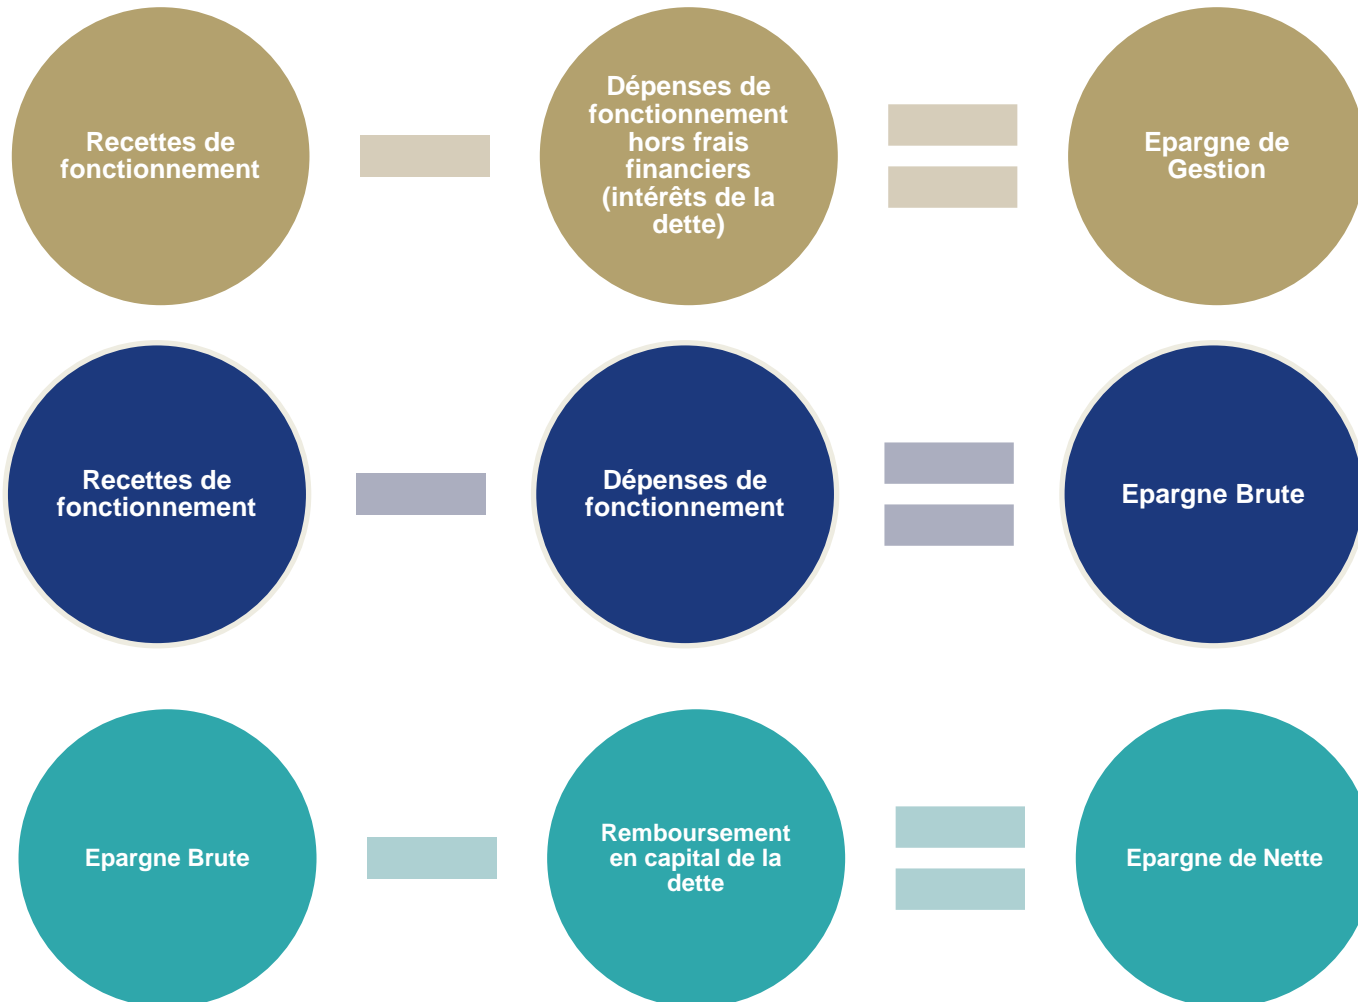 Recettes de
fonctionnement
Dépenses de
fonctionnement
hors frais
financiers
(intérêts de la
dette)
Epargne de
Gestion
Recettes de
fonctionnement
Dépenses de
fonctionnement
Epargne Brute
Epargne Brute
Remboursement
en capital de la
dette
Epargne de Nette